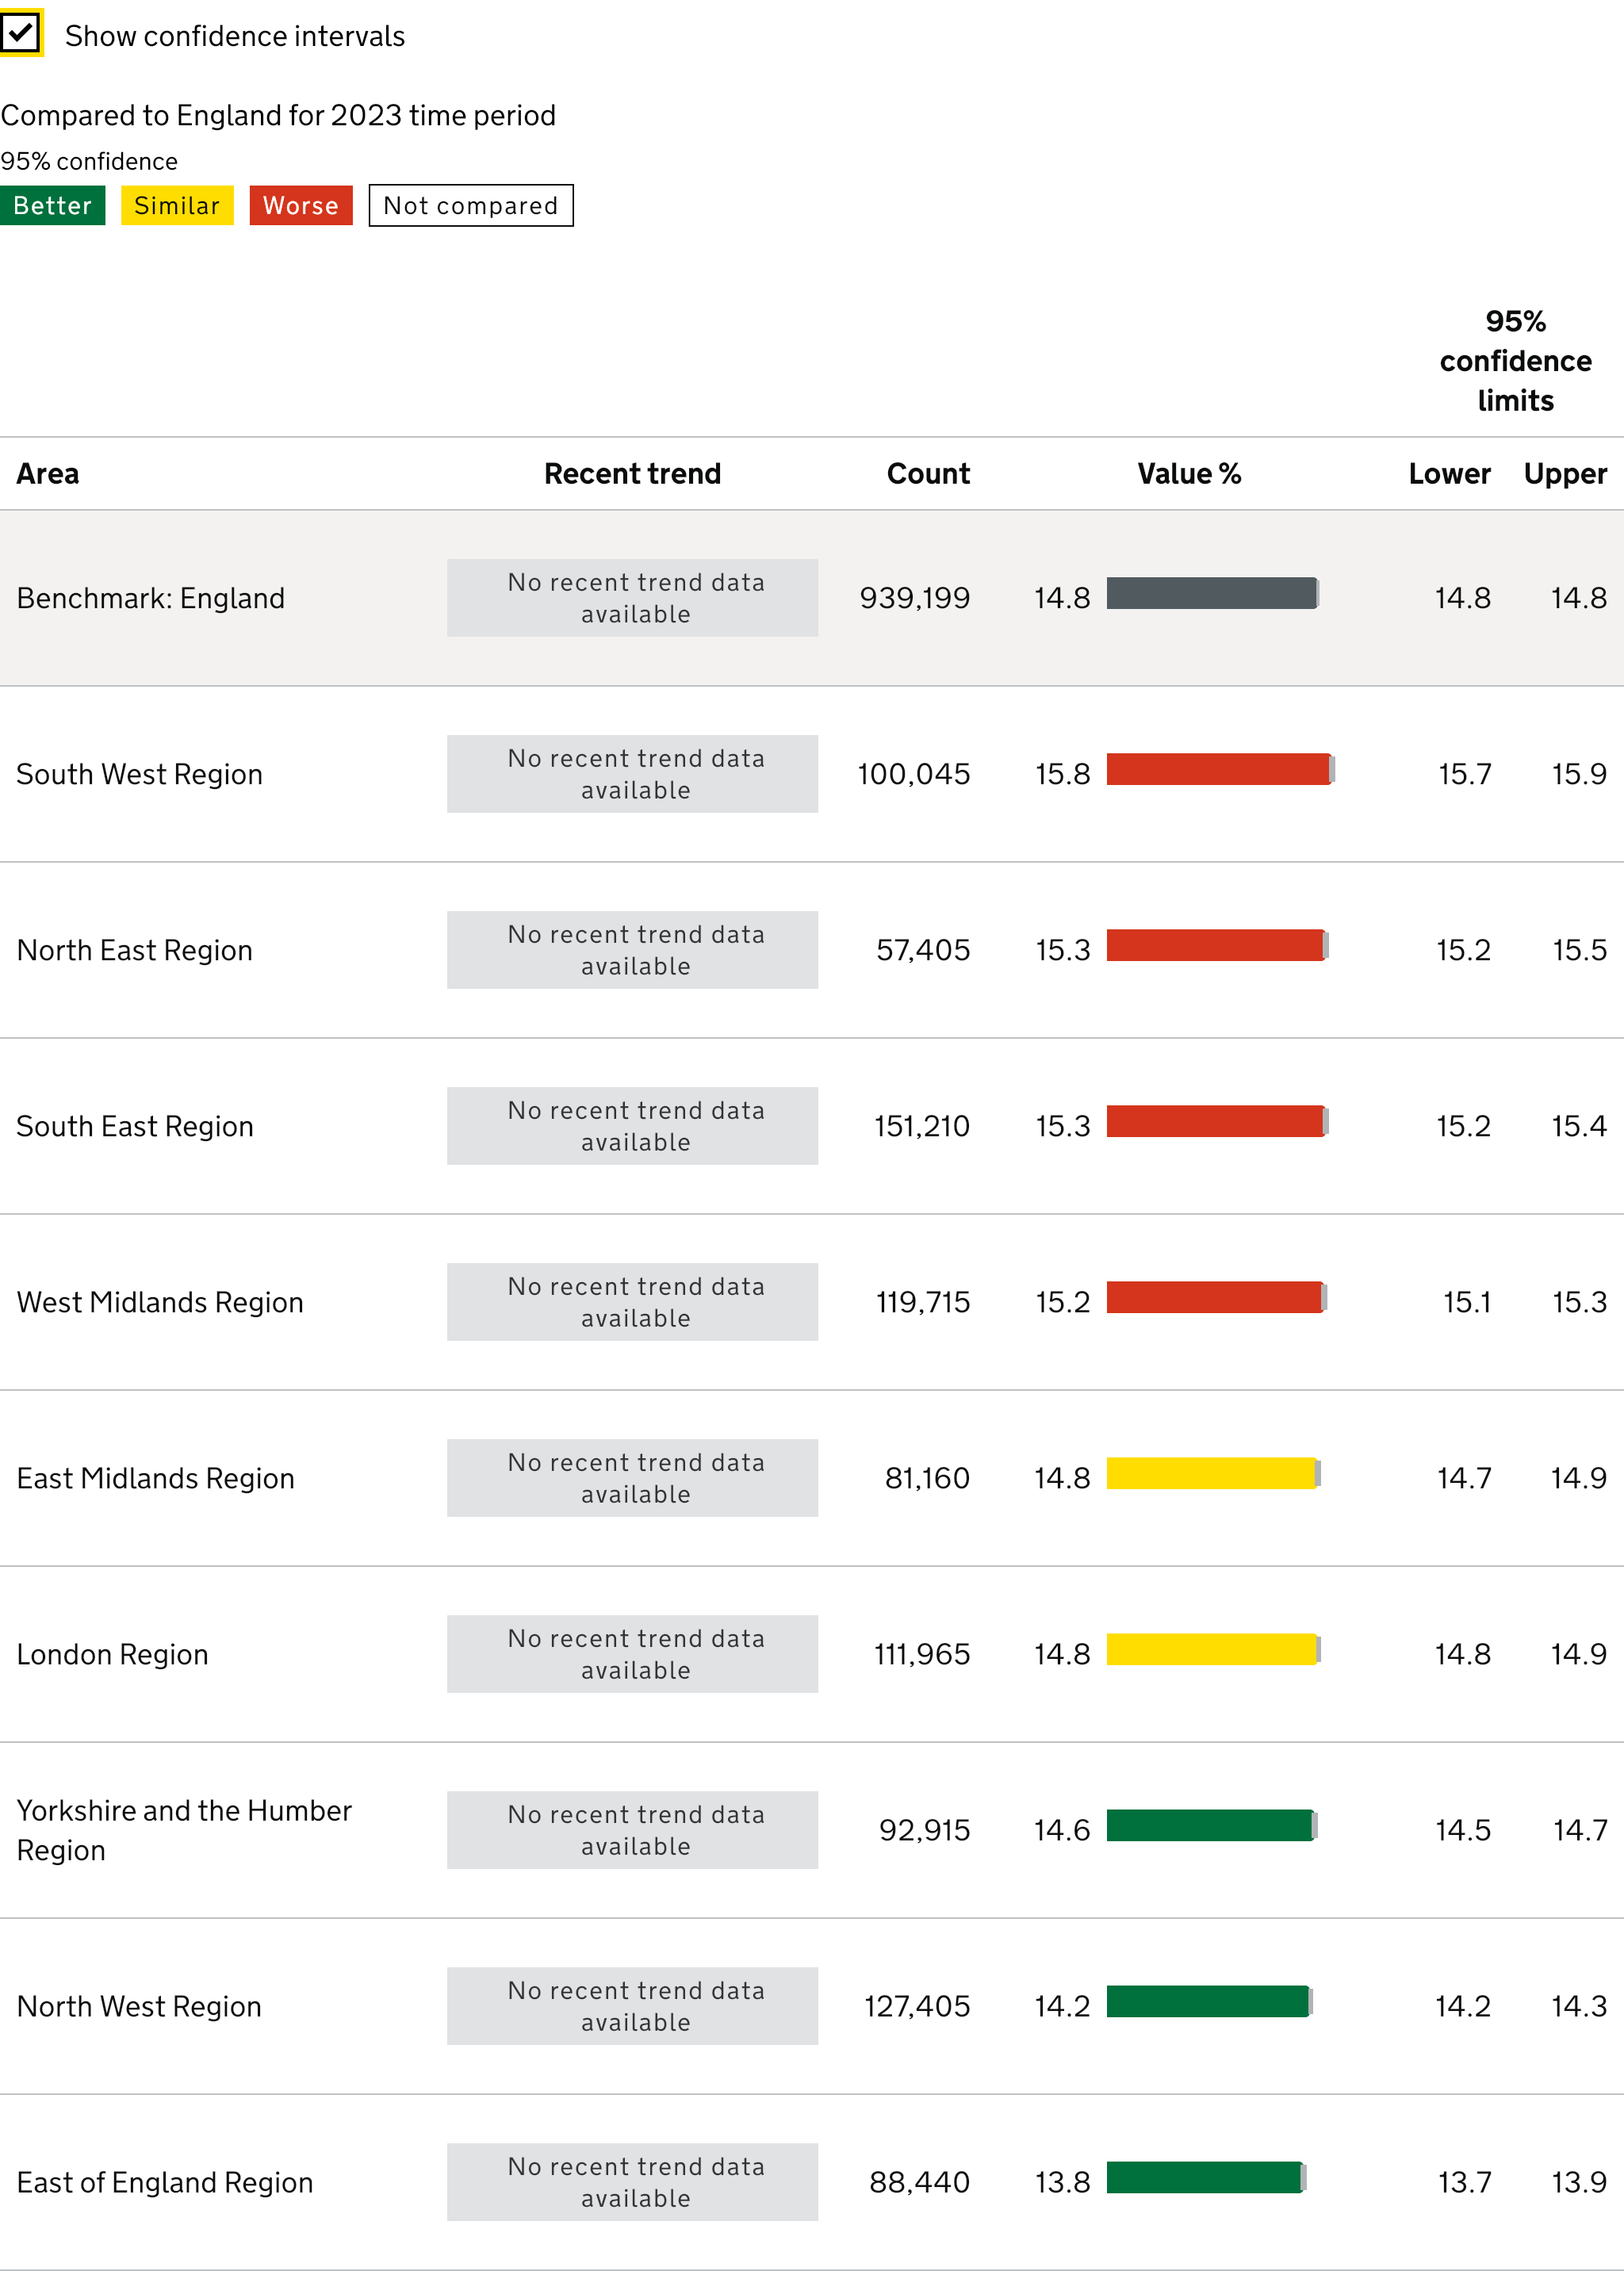 Show confidence intervals
Compared to England for 2023 time period
95% confidence
Better Similar Worse Not compared
95%
confidence
limits
Area Recent trend Count Value % Lower Upper
Benchmark: England No recent trend data available 939,199 14.8 14.8 14.8
South West Region No recent trend data available 100,045 15.8 15.7 15.9
North East Region No recent trend data available 57,405 15.3 15.2 15.5
South East Region No recent trend data available 151,210 15.3 15.2 15.4
West Midlands Region No recent trend data available 119,715 15.2 15.1 15.3
East Midlands Region No recent trend data available 81,160 14.8 14.7 14.9
London Region No recent trend data available 111,965 14.8 14.8 14.9
Yorkshire and the Humber Region No recent trend data available 92,915 14.6 14.5 14.7
North West Region No recent trend data available 127,405 14.2 14.2 14.3
East of England Region No recent trend data available 88,440 13.8 13.7 13.9